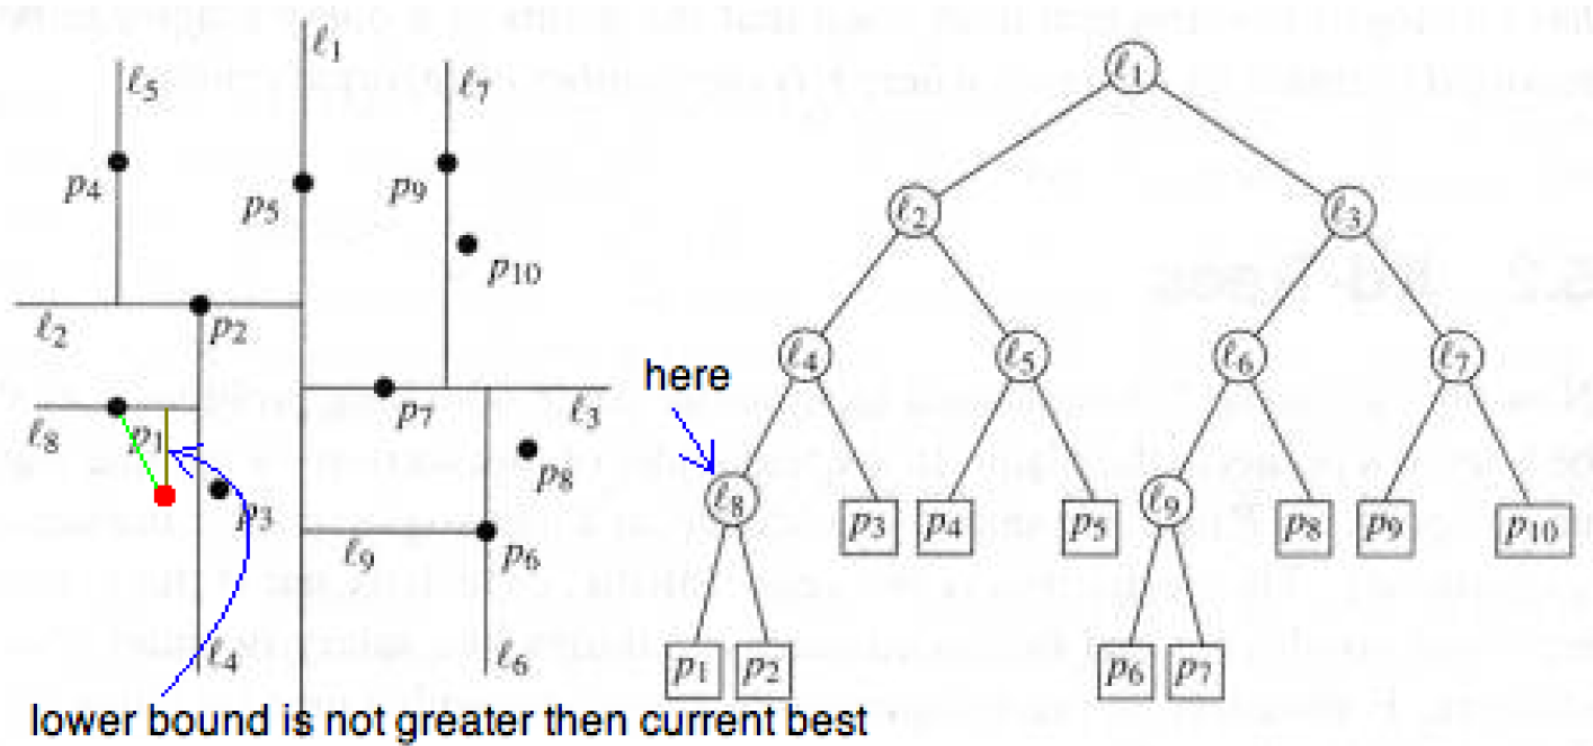 ℓ1
ℓ5
ℓ7
p4
p5
p9
p10
ℓ2
p2
p7
ℓ3
ℓ8
p1
p8
p3
ℓ9
p6
ℓ4
ℓ6
lower bound is not greater then current best
ℓ1
ℓ2
ℓ3
here
ℓ4
ℓ5
ℓ6
ℓ7
ℓ8
p3
p4
p5
ℓ9
p8
p9
p10
p1
p2
p6
p7